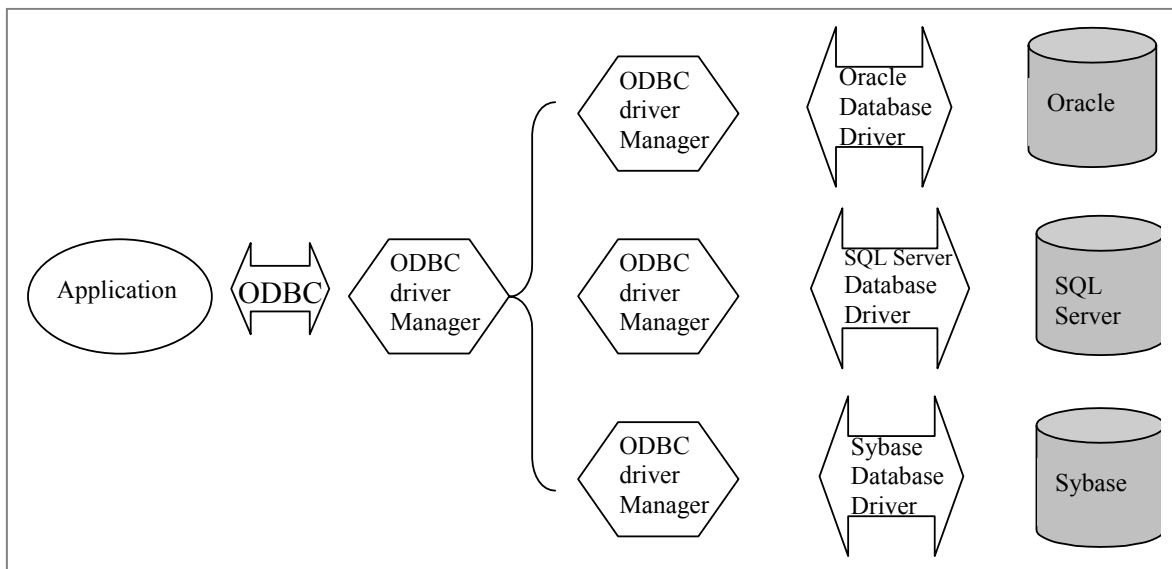 Application
ODBC
ODBC
driver
Manager
ODBC
driver
Manager
Oracle
Database
Driver
Oracle
ODBC
driver
Manager
SQL Server
Database
Driver
SQL
Server
ODBC
driver
Manager
Sybase
Database
Driver
Sybase